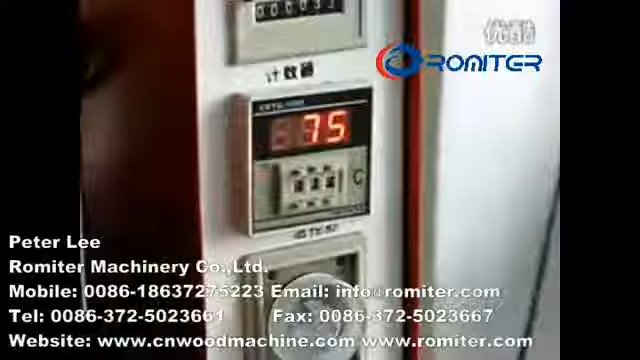 优酷
ROMITER
计数器
75
C
Peter Lee
Romiter Machinery Co.,Ltd.
Mobile: 0086-18637275223 Email: info@romiter.com
Tel: 0086-372-5023661 Fax: 0086-372-5023667
Website: www.cnwoodmachine.com www.romiter.com